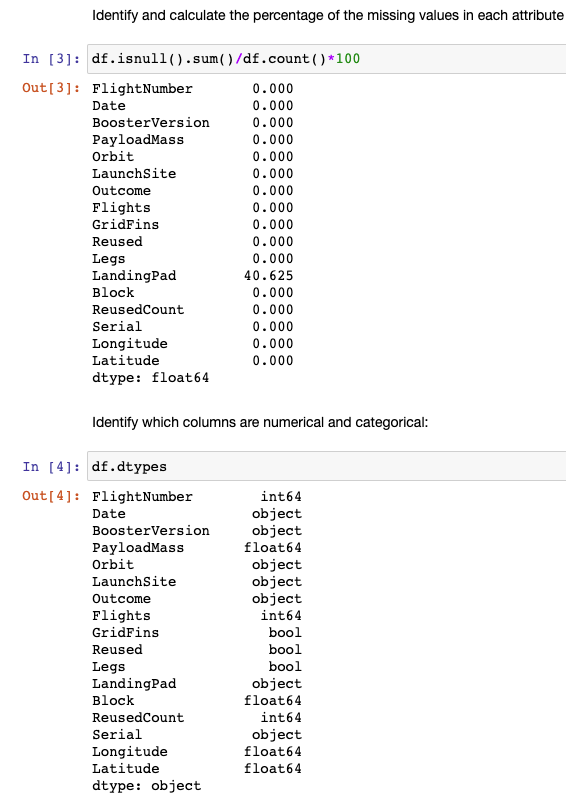 Identify and calculate the percentage of the missing values in each attribute
In [3]: df.isnull().sum()/df.count()*100
Out[3]: FlightNumber 0.000
Date 0.000
BoosterVersion 0.000
PayloadMass 0.000
Orbit 0.000
LaunchSite 0.000
Outcome 0.000
Flights 0.000
GridFins 0.000
Reused 0.000
Legs 0.000
LandingPad 40.625
Block 0.000
ReusedCount 0.000
Serial 0.000
Longitude 0.000
Latitude 0.000
dtype: float64
Identify which columns are numerical and categorical:
In [4]: df.dtypes
Out[4]: FlightNumber int64
Date object
BoosterVersion object
PayloadMass float64
Orbit object
LaunchSite object
Outcome object
Flights int64
GridFins bool
Reused bool
Legs bool
LandingPad object
Block float64
ReusedCount int64
Serial object
Longitude float64
Latitude float64
dtype: object